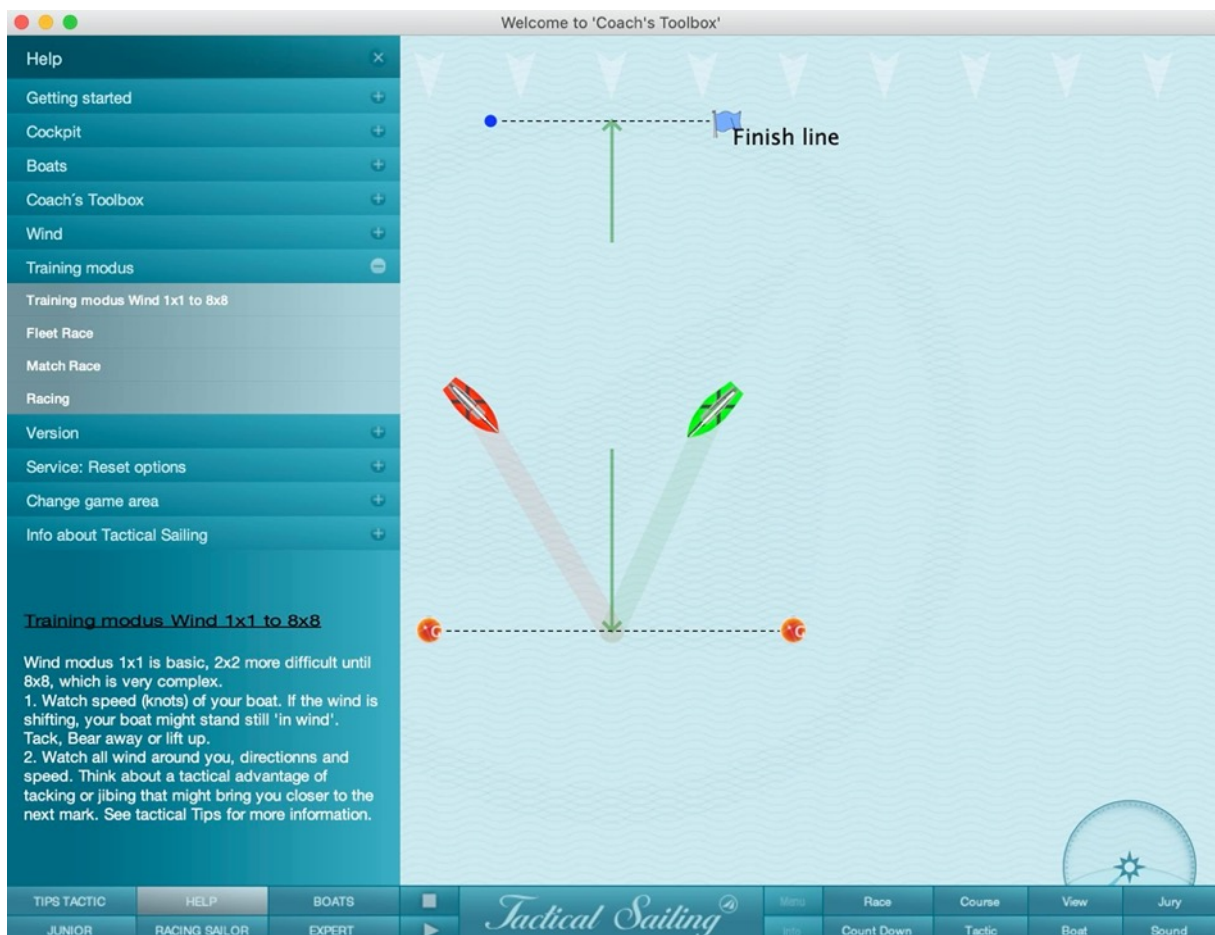 Welcome to 'Coach's Toolbox'
Help
Getting started
Cockpit
Boats
Coach´s Toolbox
Wind
Training modus
Training modus Wind 1x1 to 8x8
Fleet Race
Match Race
Racing
Version
Service: Reset options
Change game area
Info about Tactical Sailing
Training modus Wind 1x1 to 8x8
Wind modus 1x1 is basic, 2x2 more difficult until
8x8, which is very complex.
1. Watch speed (knots) of your boat. If the wind is
shifting, your boat might stand still 'in wind'.
Tack, Bear away or lift up.
2. Watch all wind around you, directionns and
speed. Think about a tactical advantage of
tacking or jibing that might bring you closer to the
next mark. See tactical Tips for more information.
Finish line
G
G
TIPS TACTIC
HELP
BOATS
Tactical Sailing
Menu
Race
Course
View
Jury
JUNIOR
RACING SAILOR
EXPERT
Info
Count Down
Tactic
Boat
Sound